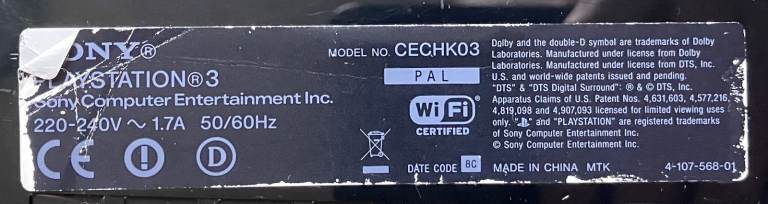 ONY®
PLAYSTATION®3
Sony Computer Entertainment Inc.
220-240V ~ 1.7A 50/60Hz
CE D
MODEL NO. CECHK03
PAL
Wi Fi
CERTIFIED
DATE CODE 8C
Dolby and the double-D symbol are trademarks of Dolby
Laboratories. Manufactured under license from Dolby
Laboratories. Manufactured under license from DTS, Inc.
U.S. and world-wide patents issued and pending.
"DTS" & "DTS Digital Surround": ® & © DTS, Inc.
Apparatus Claims of U.S. Patent Nos. 4,631,603, 4,577,216,
4,819,098 and 4,907,093 licensed for limited viewing uses
only. " " and "PLAYSTATION" are registered trademarks
of Sony Computer Entertainment Inc.
© Sony Computer Entertainment Inc.
MADE IN CHINA MTK 4-107-568-01